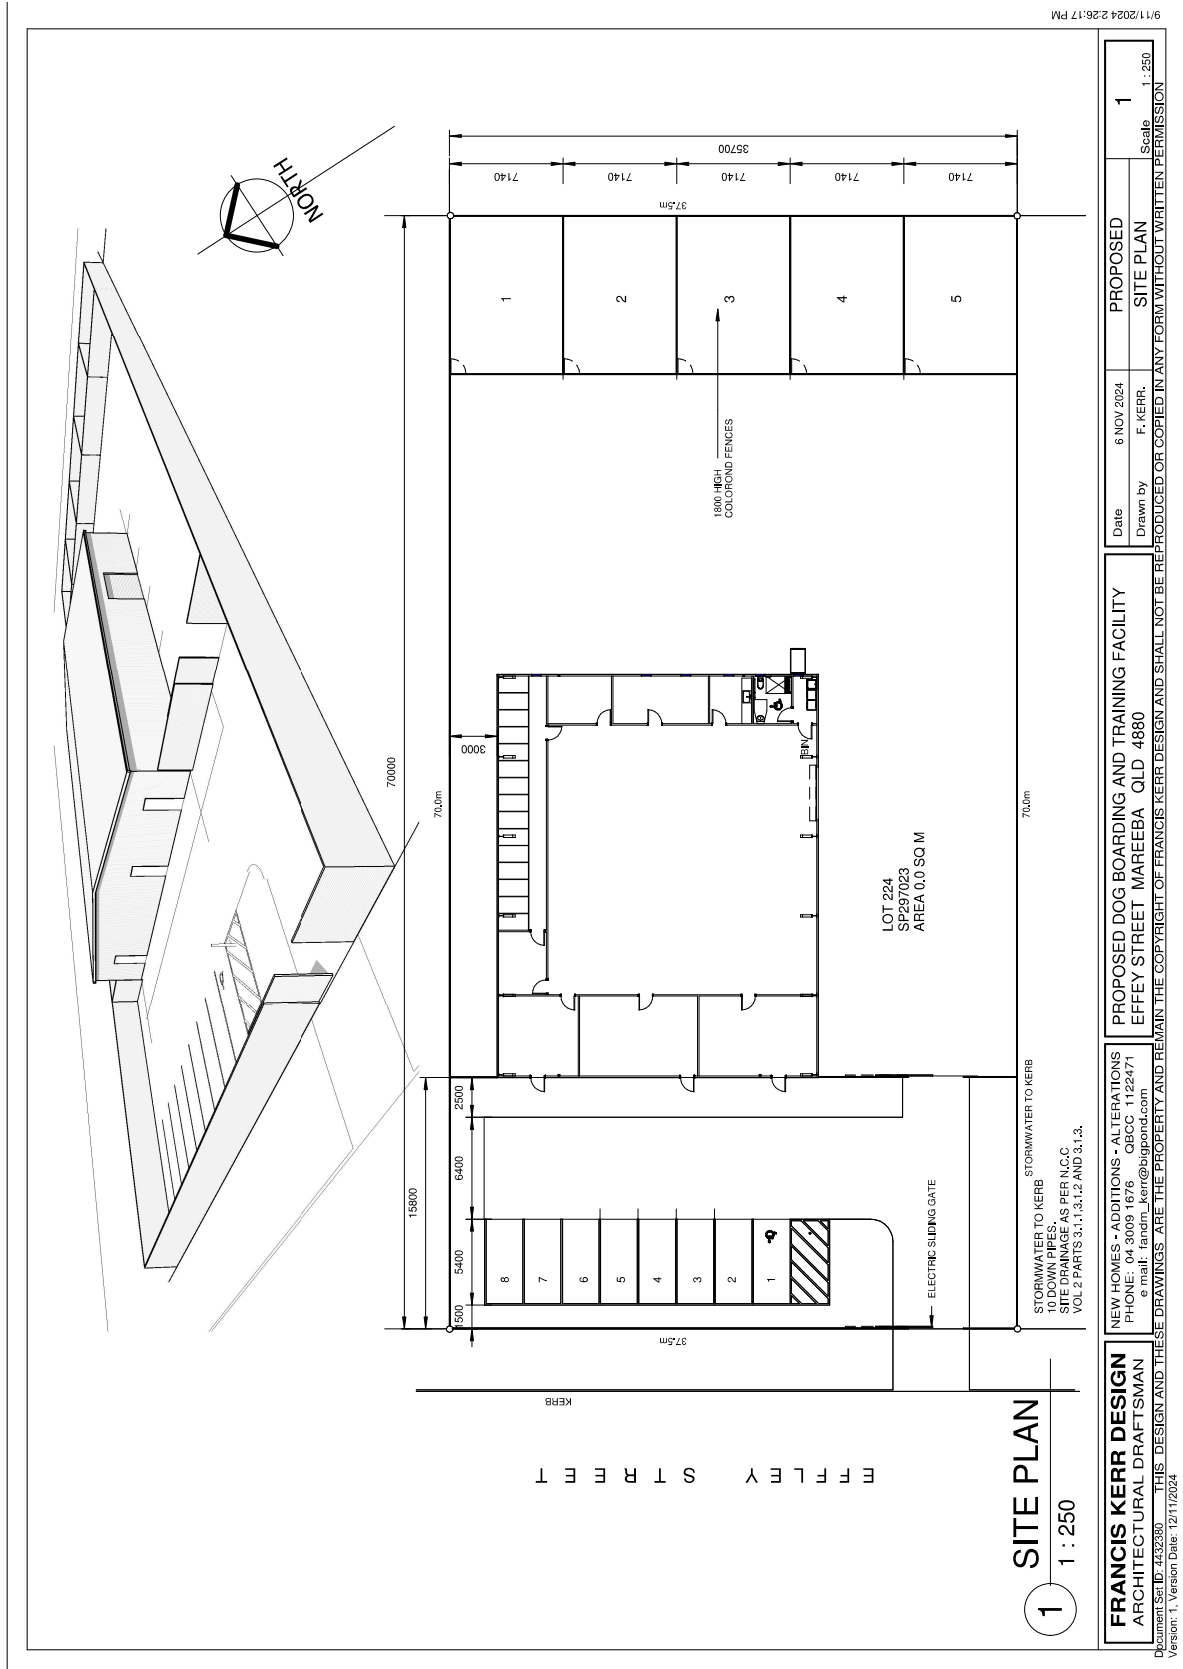 9/11/2024 2:26:17 PM
NORTH
70000
70.0m
35700
7140
7140
7140
7140
7140
37.5m
1
2
3
4
5
1800 HIGH
COLOROND FENCES
3000
BIN
LOT 224
SP297023
AREA 0.0 SQ M
70.0m
15800
1500
5400
6400
2500
8
7
6
5
4
3
2
1
37.5m
ELECTRIC SLIDING GATE
STORMWATER TO KERB
STORMWATER TO KERB
10 DOWN PIPES.
SITE DRAINAGE AS PER N.C.C
VOL 2 PARTS 3.1.1,3.1.2 AND 3.1.3.
KERB
EFFLEY STREET
1
SITE PLAN
1 : 250
FRANCIS KERR DESIGN
ARCHITECTURAL DRAFTSMAN
NEW HOMES - ADDITIONS - ALTERATIONS
PHONE: 04 3009 1676 QBCC 1122471
e mail: fandm_kerr@bigpond.com
PROPOSED DOG BOARDING AND TRAINING FACILITY
EFFEY STREET MAREEBA QLD 4880
Date 6 NOV 2024
Drawn by F. KERR.
PROPOSED
SITE PLAN
1
Scale 1 : 250
THIS DESIGN AND THESE DRAWINGS ARE THE PROPERTY AND REMAIN THE COPYRIGHT OF FRANCIS KERR DESIGN AND SHALL NOT BE REPRODUCED OR COPIED IN ANY FORM WITHOUT WRITTEN PERMISSION
Document Set ID: 4432380
Version: 1, Version Date: 12/11/2024